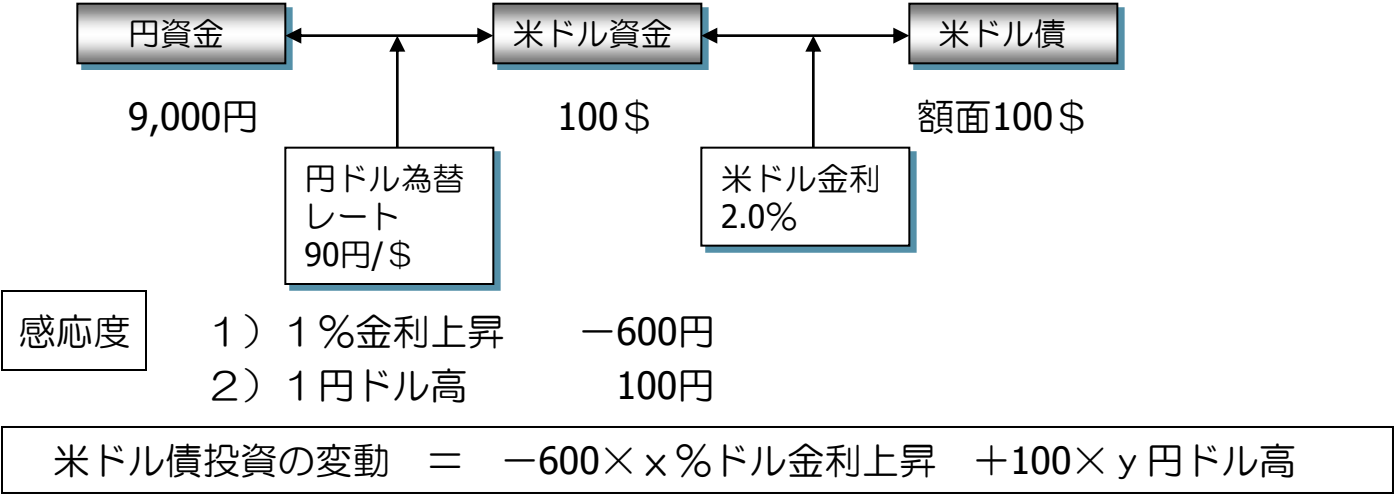 円資金 米ドル資金 米ドル債
9,000円 100＄ 額面100＄
円ドル為替
レート
90円/＄
米ドル金利
2.0％
感応度 １）１％金利上昇 －600円
２）１円ドル高 100円
米ドル債投資の変動 ＝ －600×ｘ％ドル金利上昇 ＋100×ｙ円ドル高